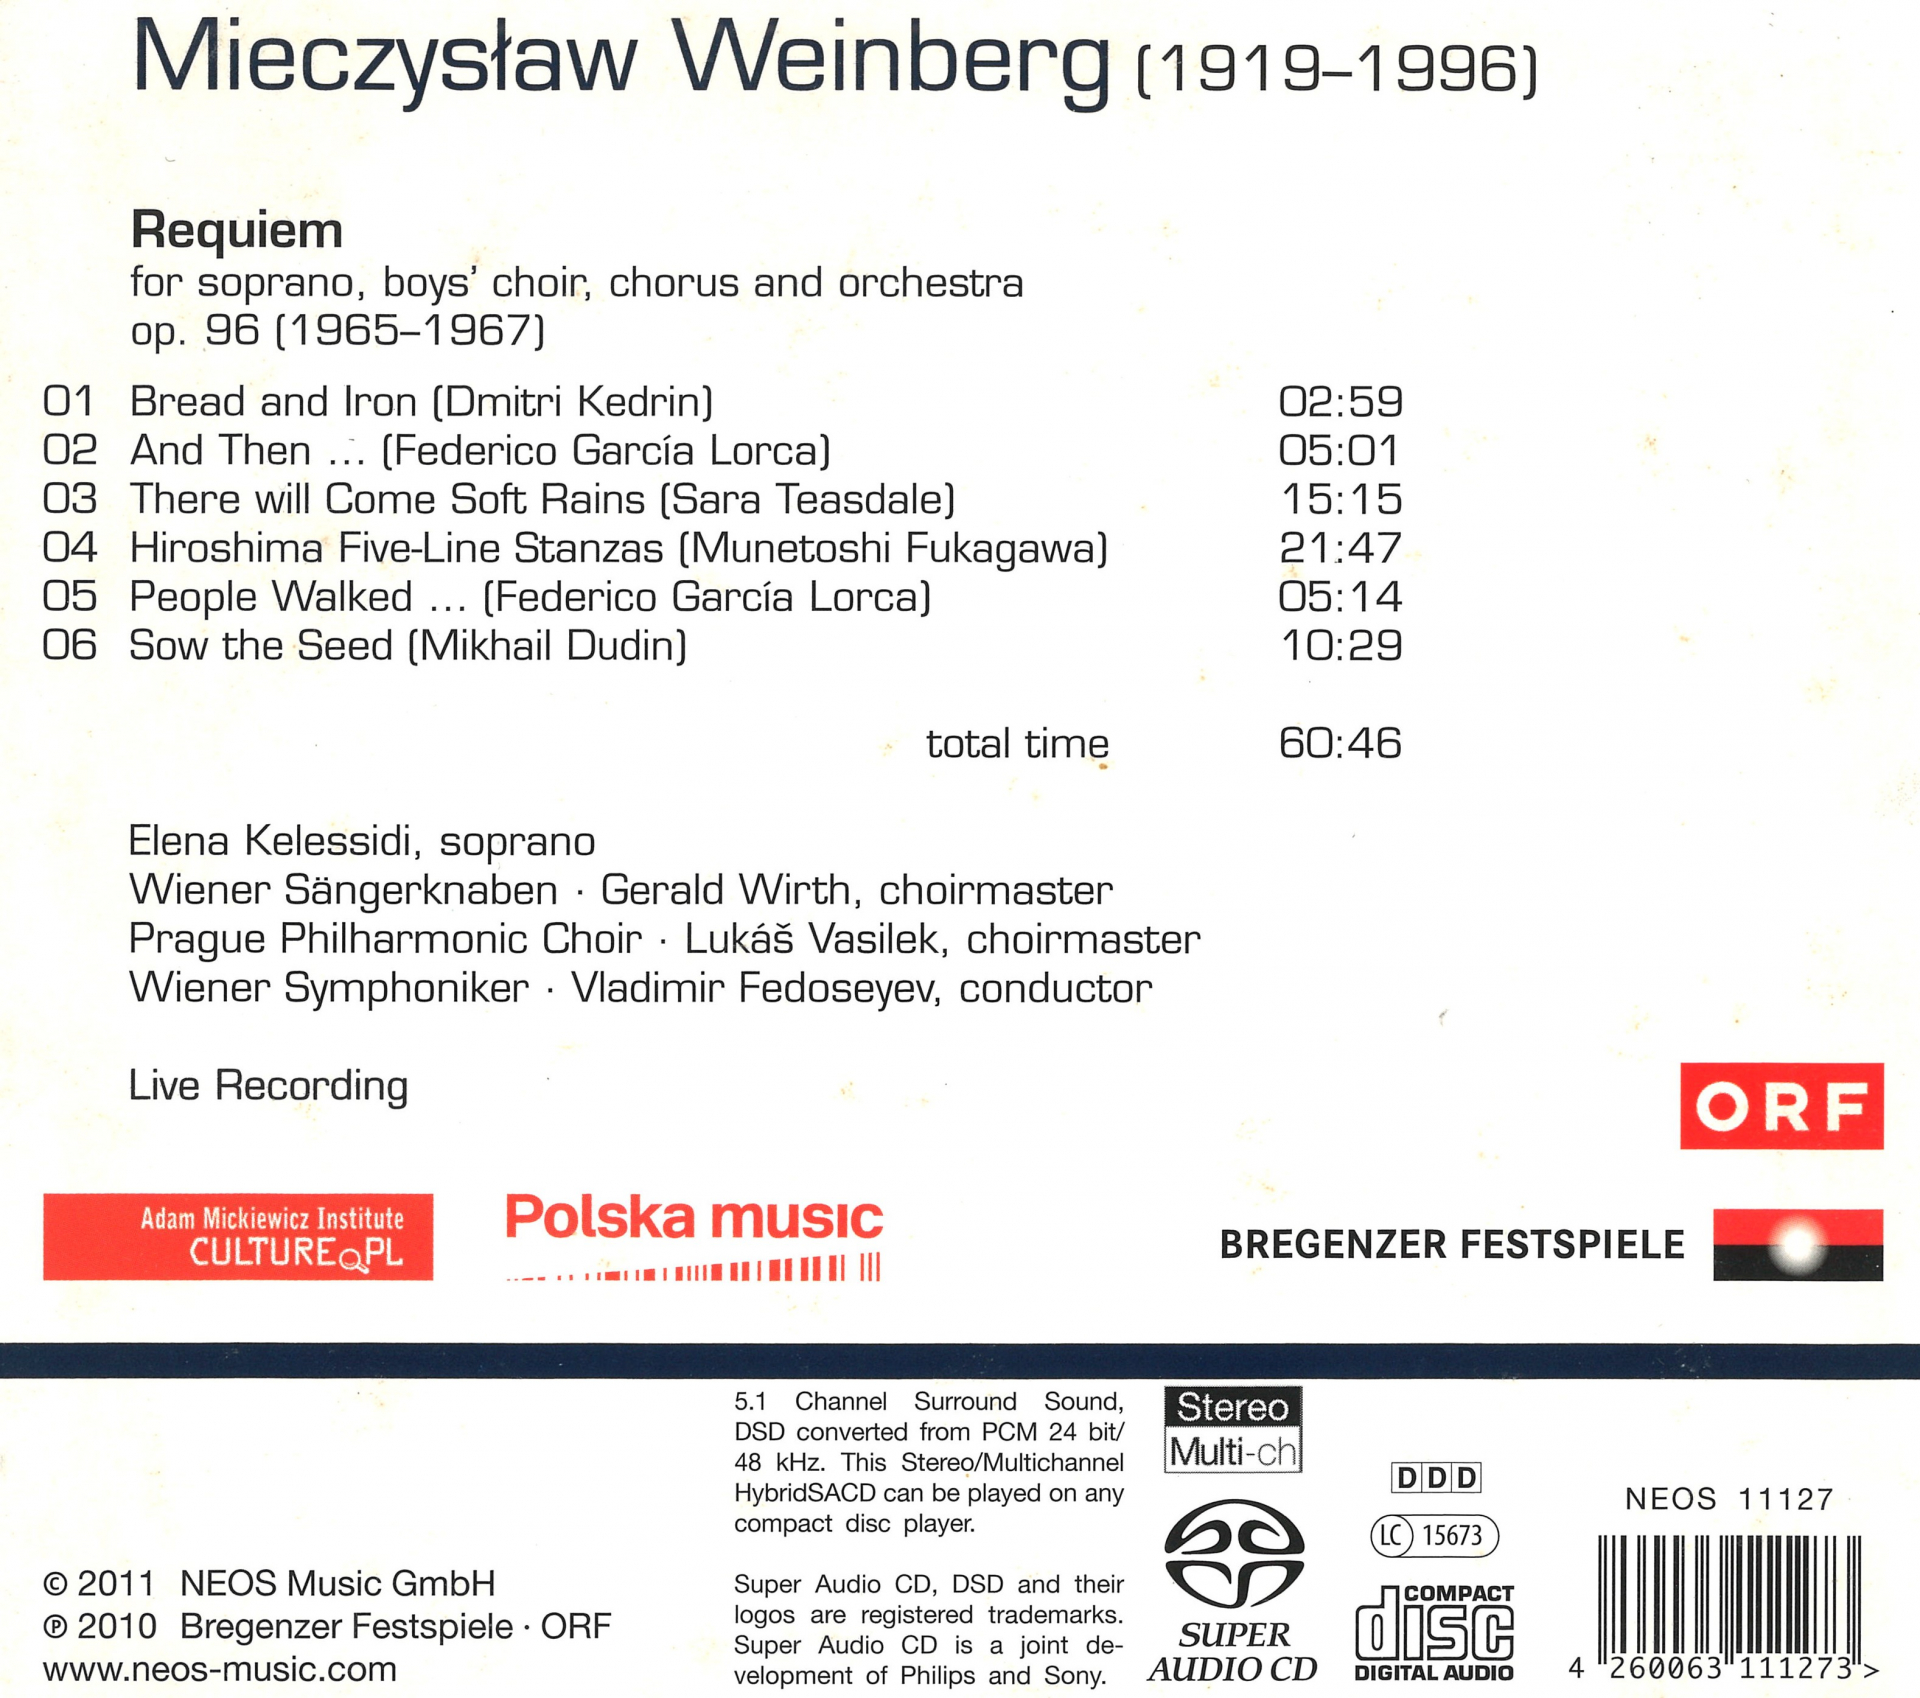 Mieczysław Weinberg (1919–1996)
Requiem
for soprano, boys’ choir, chorus and orchestra
op. 96 (1965–1967)
01 Bread and Iron (Dmitri Kedrin) 02:59
02 And Then ... (Federico García Lorca) 05:01
03 There will Come Soft Rains (Sara Teasdale) 15:15
04 Hiroshima Five-Line Stanzas (Munetoshi Fukagawa) 21:47
05 People Walked ... (Federico García Lorca) 05:14
06 Sow the Seed (Mikhail Dudin) 10:29
total time 60:46
Elena Kelessidi, soprano
Wiener Sängerknaben · Gerald Wirth, choirmaster
Prague Philharmonic Choir · Lukáš Vasilek, choirmaster
Wiener Symphoniker · Vladimir Fedoseyev, conductor
Live Recording
ORF
Adam Mickiewicz Institute
CULTURE.PL
Polska music
BREGENZER FESTSPIELE
5.1 Channel Surround Sound,
DSD converted from PCM 24 bit/
48 kHz. This Stereo/Multichannel
HybridSACD can be played on any
compact disc player.
Super Audio CD, DSD and their
logos are registered trademarks.
Super Audio CD is a joint de-
velopment of Philips and Sony.
Stereo
Multi-ch
SUPER
AUDIO CD
DDD
LC 15673
COMPACT
disc
DIGITAL AUDIO
NEOS 11127
4 260063 111273 >
© 2011 NEOS Music GmbH
℗ 2010 Bregenzer Festspiele · ORF
www.neos-music.com